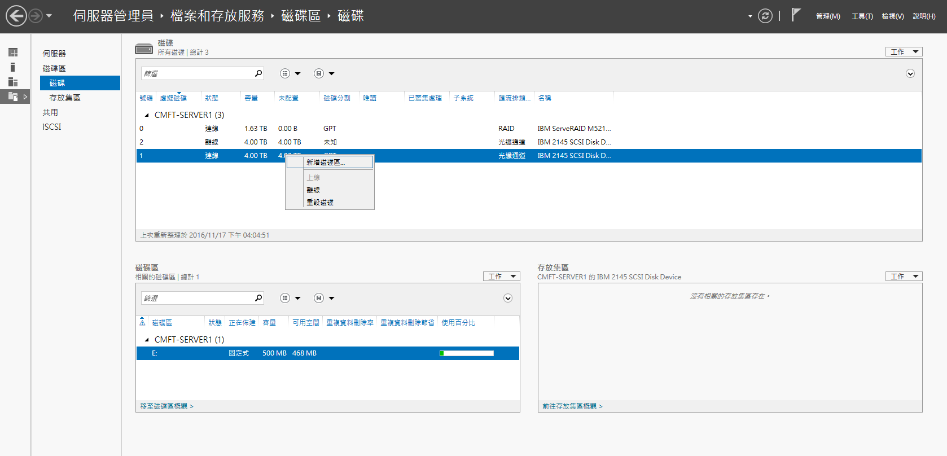 伺服器管理員 ▸ 檔案和存放服務 ▸ 磁碟區 ▸ 磁碟
管理(M) 工具(T) 檢視(V) 說明(H)
伺服器
磁碟區
磁碟
存放集區
共用
iSCSI
磁碟
所有磁碟 | 總計 3
工作
篩選
號碼 虛擬磁碟 狀態 容量 未配置 磁碟分割 唯讀 已叢集處理 子系統 匯流排類... 名稱
CMFT-SERVER1 (3)
0 連線 1.63 TB 0.00 B GPT RAID IBM ServeRAID M521...
2 離線 4.00 TB 4.00 TB 未知 光纖通道 IBM 2145 SCSI Disk D...
1 連線 4.00 TB 光纖通道 IBM 2145 SCSI Disk D...
新增磁碟區...
上線
離線
重設磁碟
上次重新整理於 2016/11/17 下午 04:04:51
磁碟區
相關的磁碟區 | 總計 1
工作
篩選
磁碟區 狀態 正在佈建 容量 可用空間 重複資料刪除率 重複資料刪除節省 使用百分比
CMFT-SERVER1 (1)
E: 固定式 500 MB 468 MB
移至磁碟區概觀 >
存放集區
CMFT-SERVER1 的 IBM 2145 SCSI Disk Device
工作
沒有相關的存放集區存在。
前往存放集區概觀 >